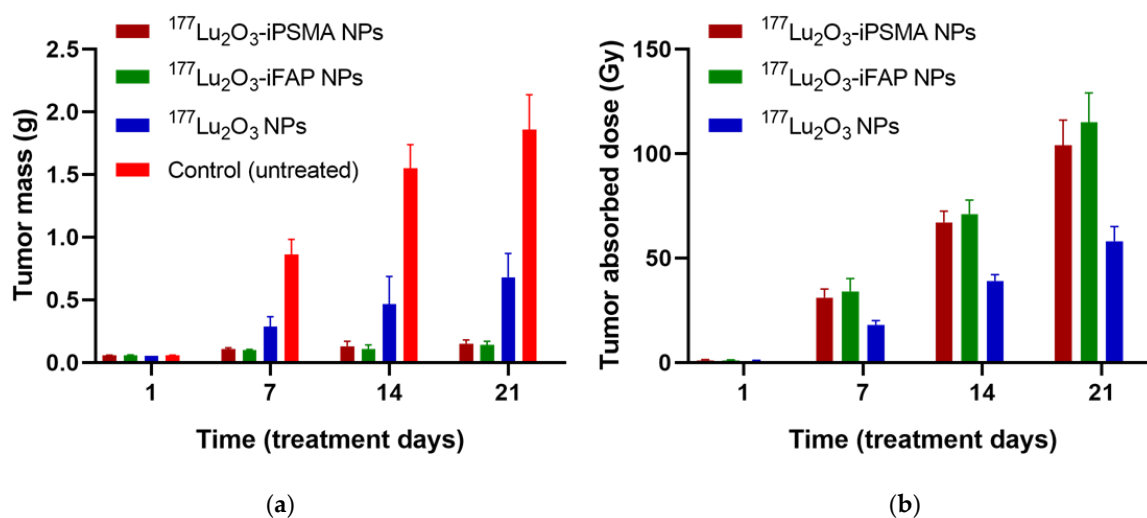 ¹⁷⁷Lu₂O₃-iPSMA NPs
¹⁷⁷Lu₂O₃-iFAP NPs
¹⁷⁷Lu₂O₃ NPs
Control (untreated)
Tumor mass (g)
2.5
2.0
1.5
1.0
0.5
0.0
1
7
14
21
Time (treatment days)
(a)
¹⁷⁷Lu₂O₃-iPSMA NPs
¹⁷⁷Lu₂O₃-iFAP NPs
¹⁷⁷Lu₂O₃ NPs
Tumor absorbed dose (Gy)
150
100
50
0
1
7
14
21
Time (treatment days)
(b)